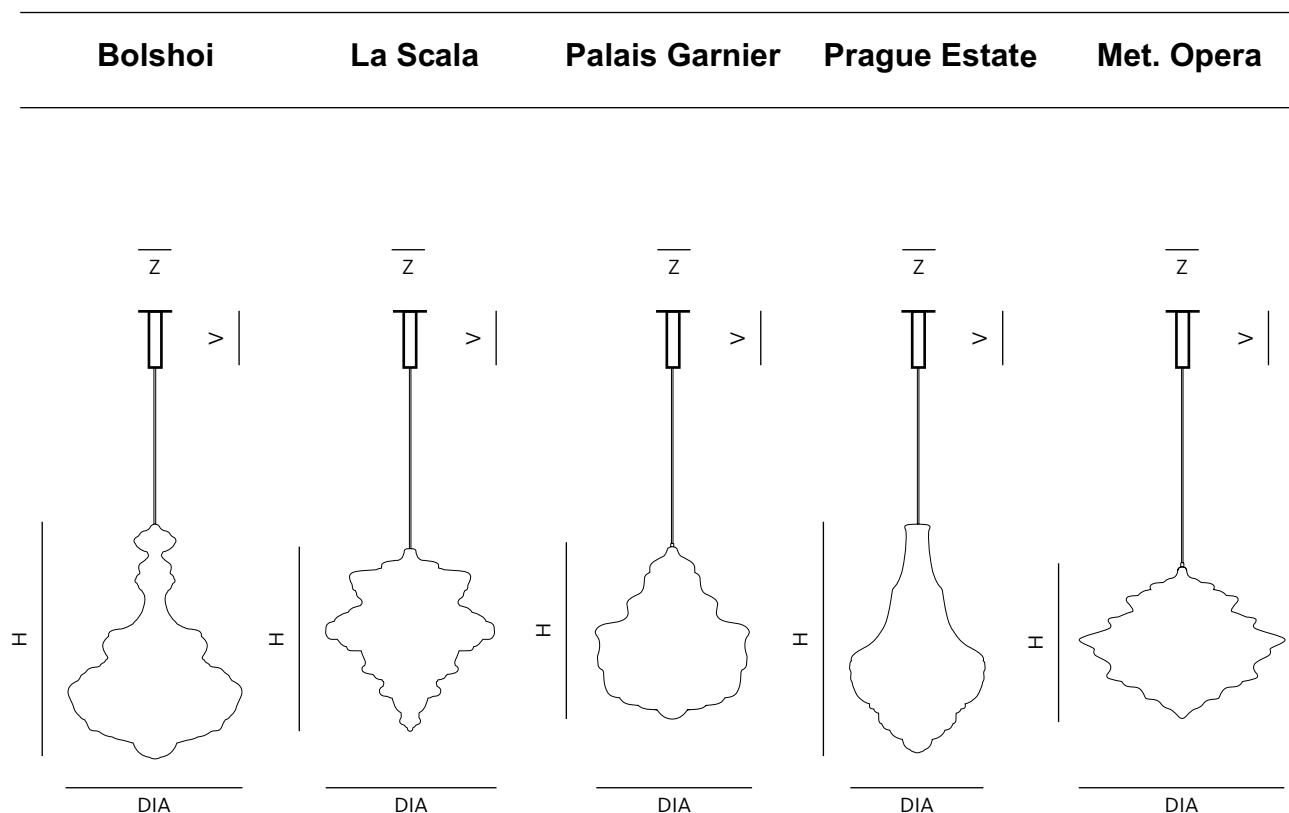 Bolshoi La Scala Palais Garnier Prague Estate Met. Opera
Z Z Z Z Z
V V V V V
H H H H H
DIA DIA DIA DIA DIA